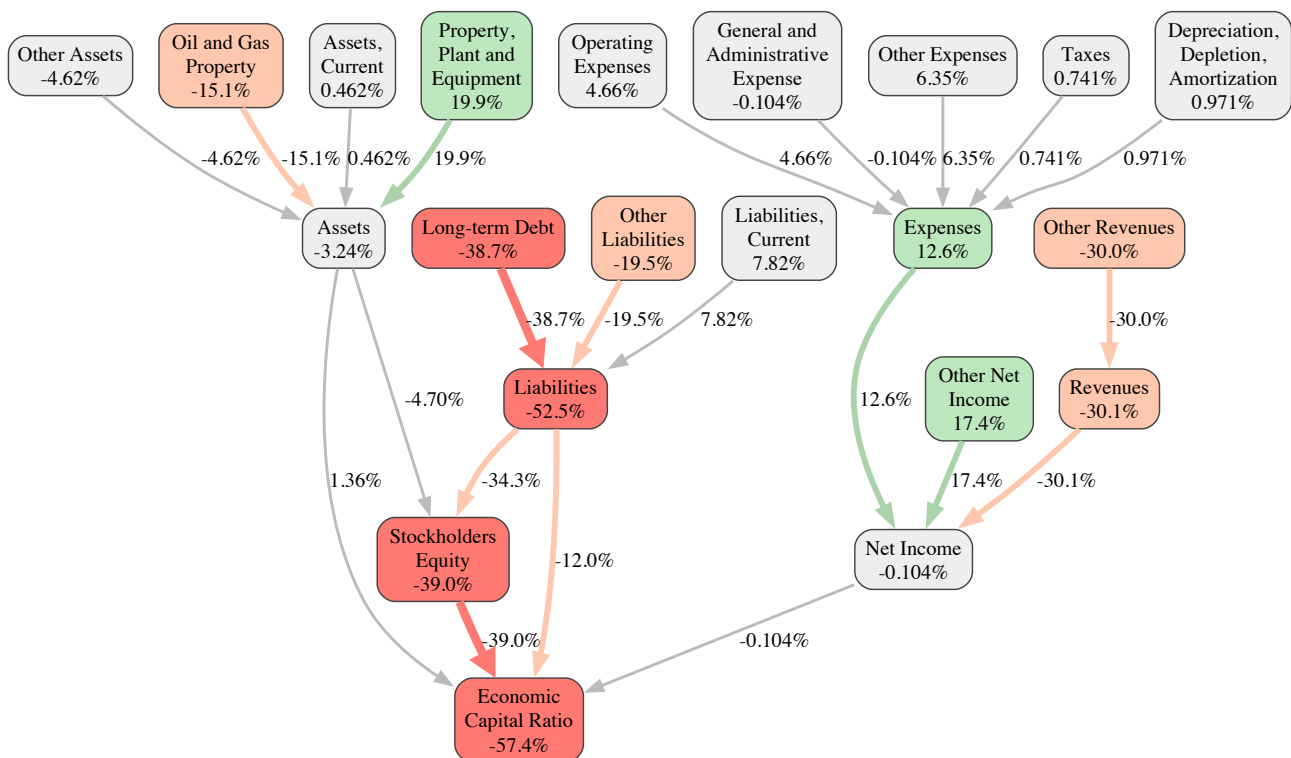 Other Assets
-4.62%
Oil and Gas
Property
-15.1%
Assets,
Current
0.462%
Property,
Plant and
Equipment
19.9%
Operating
Expenses
4.66%
General and
Administrative
Expense
-0.104%
Other Expenses
6.35%
Taxes
0.741%
Depreciation,
Depletion,
Amortization
0.971%
-4.62%
-15.1%
0.462%
19.9%
4.66%
-0.104%
6.35%
0.741%
0.971%
Assets
-3.24%
Long-term Debt
-38.7%
Other
Liabilities
-19.5%
Liabilities,
Current
7.82%
Expenses
12.6%
Other Revenues
-30.0%
-38.7%
-19.5%
7.82%
-30.0%
Liabilities
-52.5%
Other Net
Income
17.4%
Revenues
-30.1%
-4.70%
12.6%
1.36%
-34.3%
17.4%
-30.1%
Stockholders
Equity
-39.0%
-12.0%
Net Income
-0.104%
-39.0%
-0.104%
Economic
Capital Ratio
-57.4%